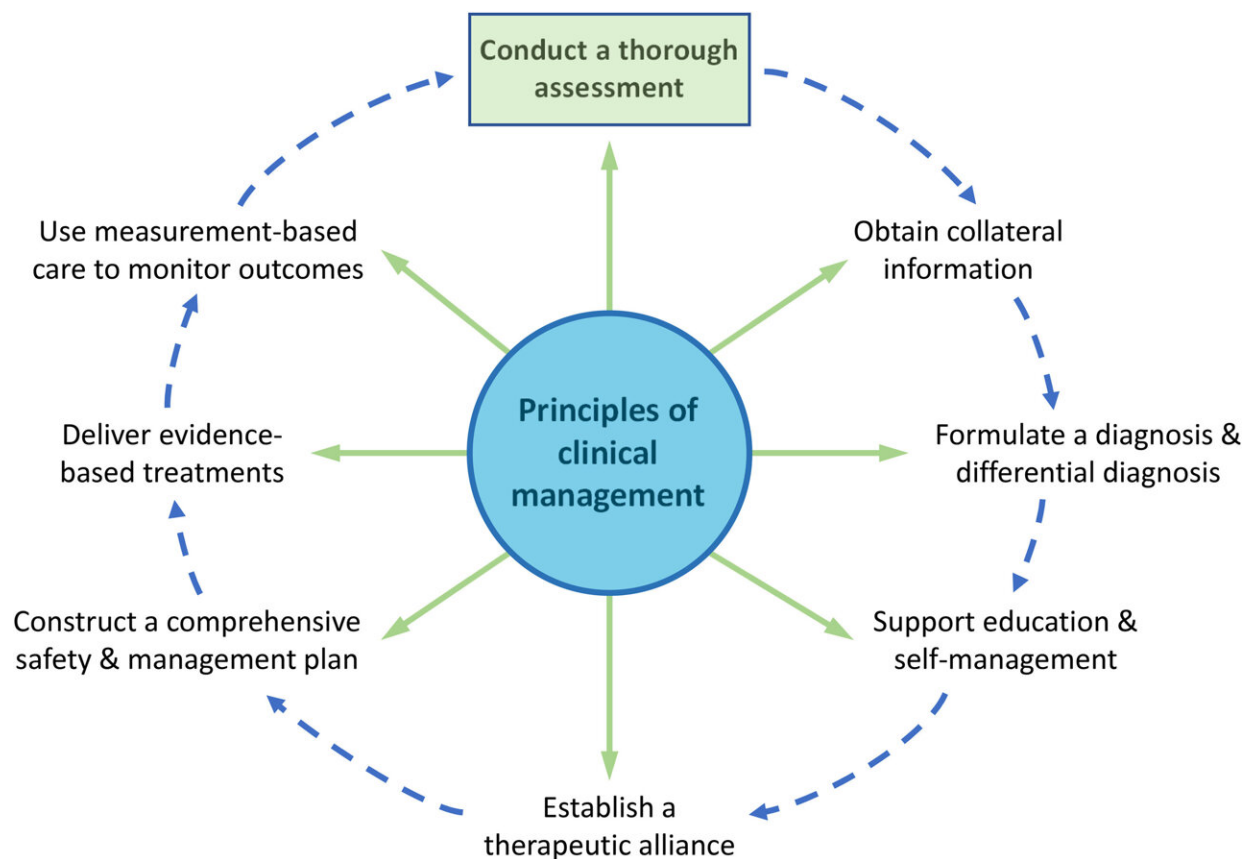 Conduct a thorough
assessment
Obtain collateral
information
Formulate a diagnosis &
differential diagnosis
Support education &
self-management
Establish a
therapeutic alliance
Construct a comprehensive
safety & management plan
Deliver evidence-
based treatments
Use measurement-based
care to monitor outcomes
Principles of
clinical
management